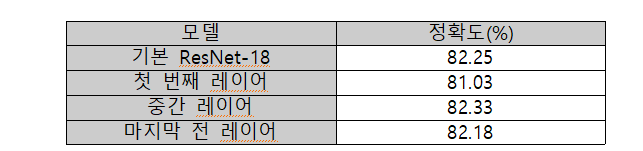 모델 정확도(%)
기본 ResNet-18 82.25
첫 번째 레이어 81.03
중간 레이어 82.33
마지막 전 레이어 82.18